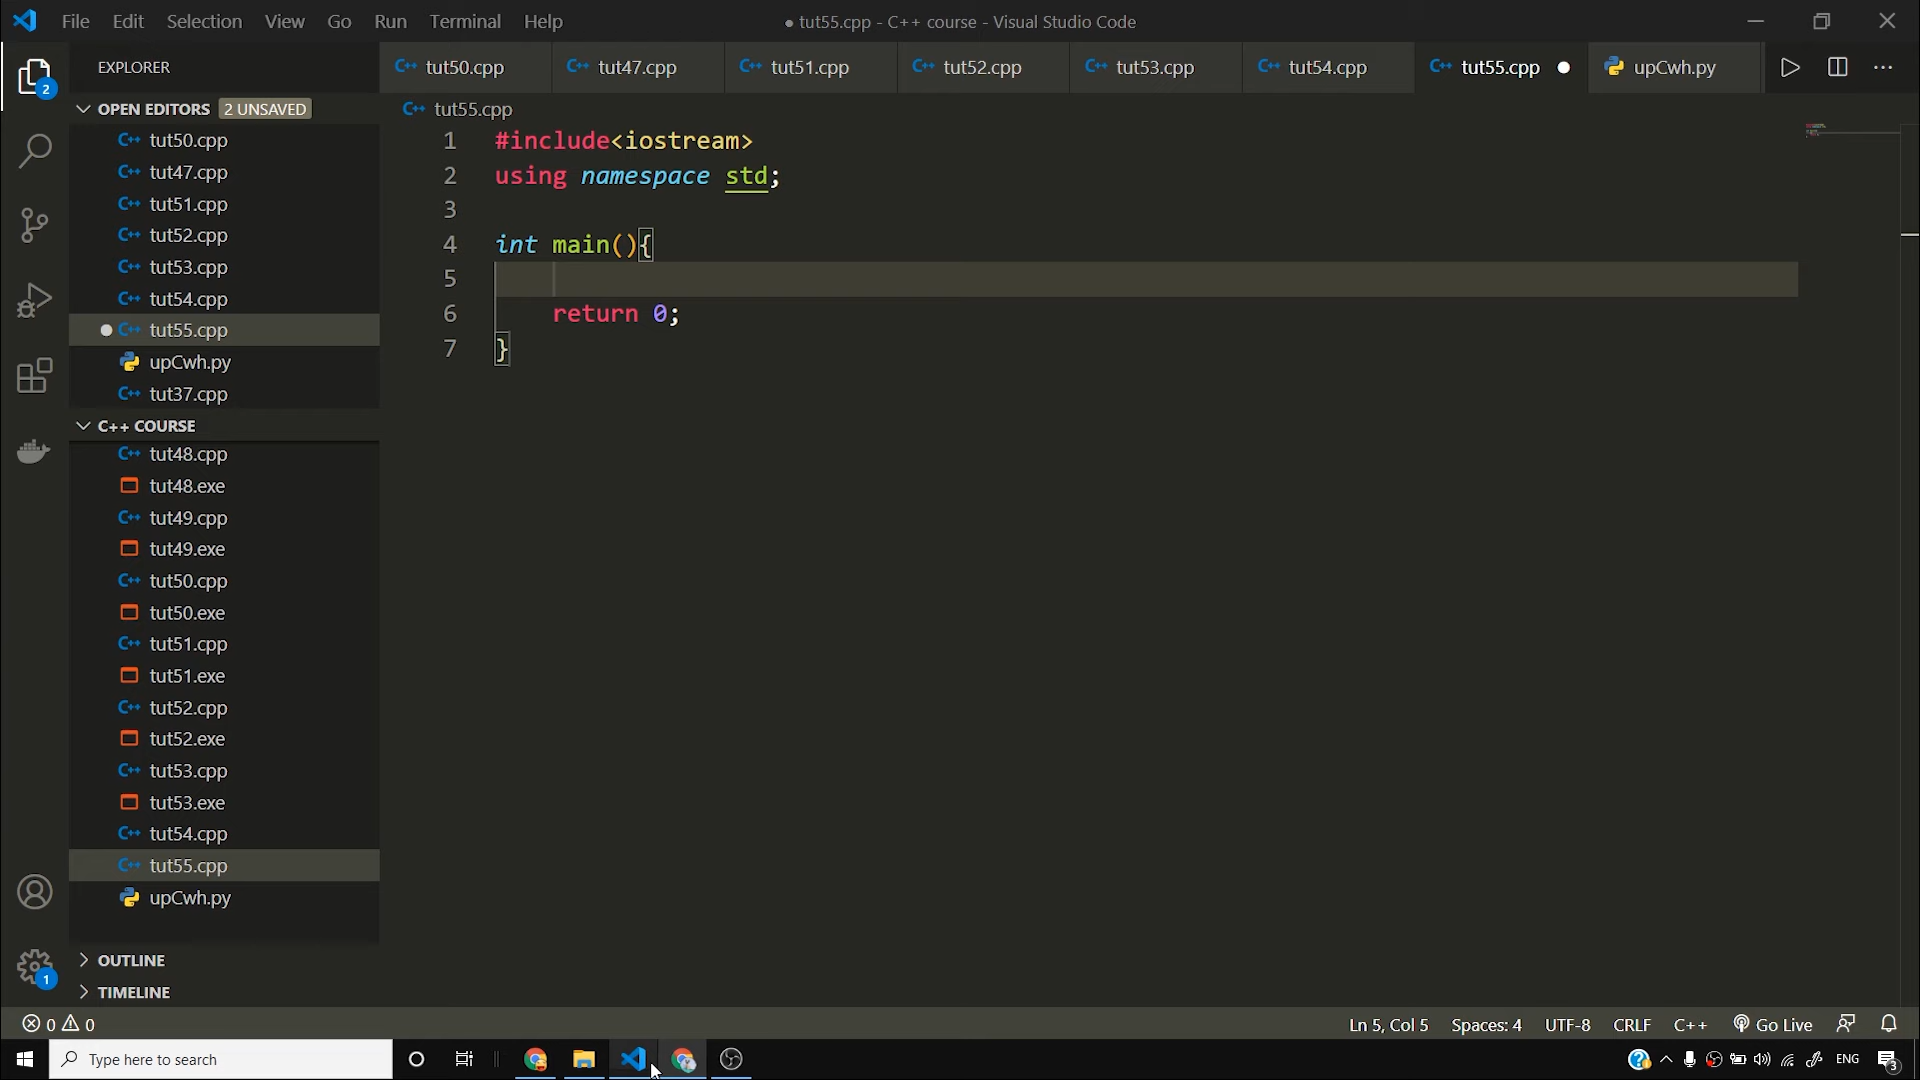 File Edit Selection View Go Run Terminal Help
● tut55.cpp - C++ course - Visual Studio Code
EXPLORER
OPEN EDITORS 2 UNSAVED
tut50.cpp
tut47.cpp
tut51.cpp
tut52.cpp
tut53.cpp
tut54.cpp
tut55.cpp
upCwh.py
tut37.cpp
C++ COURSE
tut48.cpp
tut48.exe
tut49.cpp
tut49.exe
tut50.cpp
tut50.exe
tut51.cpp
tut51.exe
tut52.cpp
tut52.exe
tut53.cpp
tut53.exe
tut54.cpp
tut55.cpp
upCwh.py
OUTLINE
TIMELINE
2
1
tut50.cpp tut47.cpp tut51.cpp tut52.cpp tut53.cpp tut54.cpp tut55.cpp upCwh.py
tut55.cpp
1 #include<iostream>
2 using namespace std;
3
4 int main(){
5
6 return 0;
7 }
0 0
Ln 5, Col 5 Spaces: 4 UTF-8 CRLF C++ Go Live
Type here to search
ENG
3